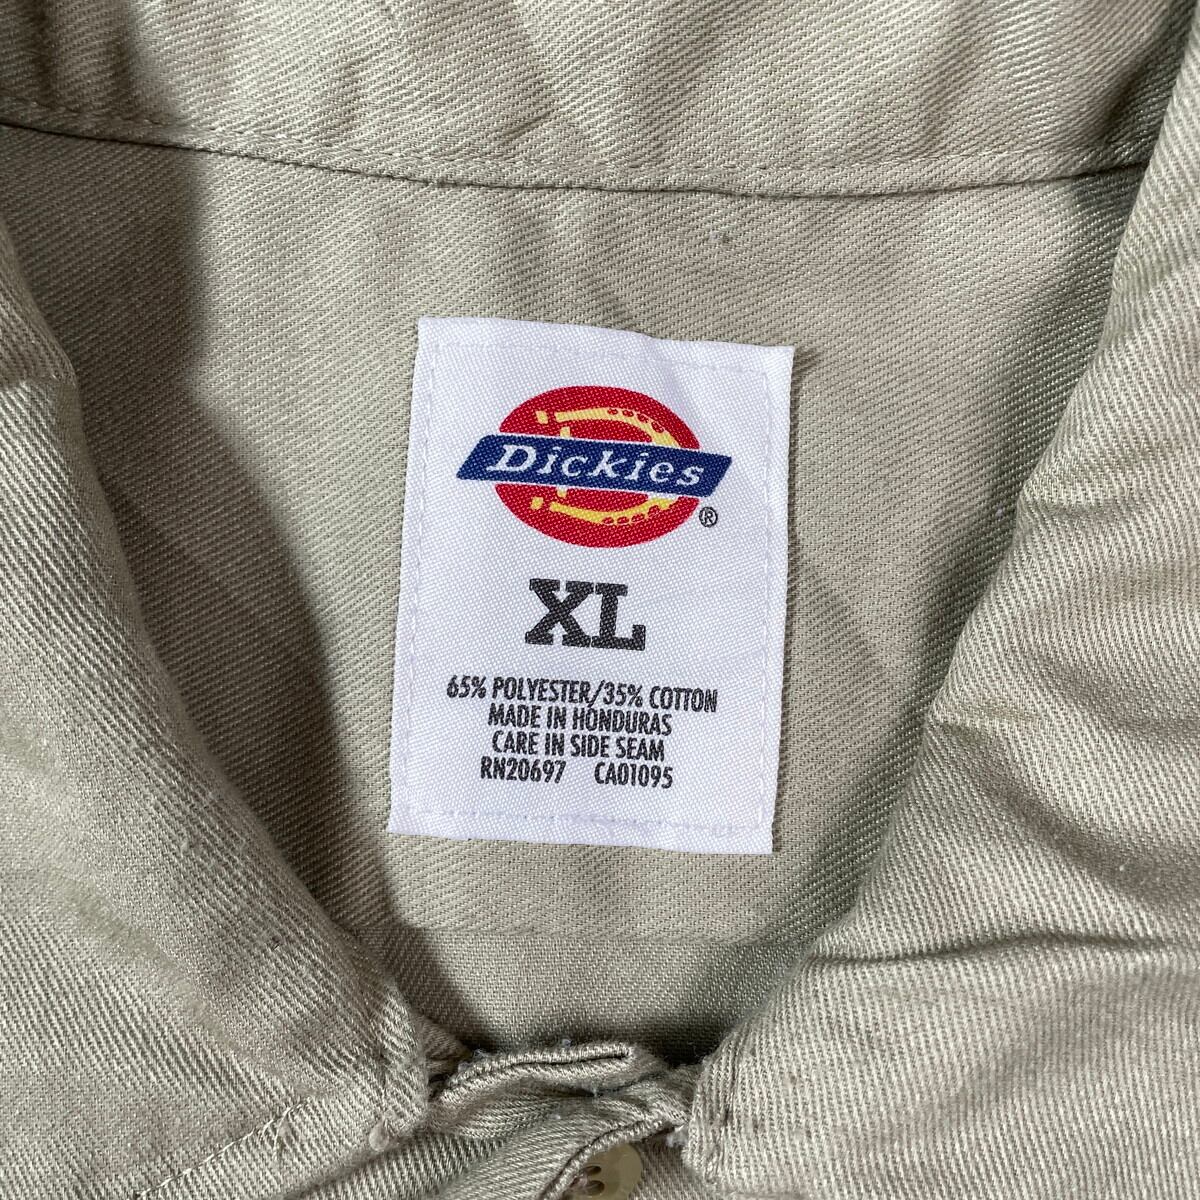 Dickies
®
XL
65% POLYESTER/35% COTTON
MADE IN HONDURAS
CARE IN SIDE SEAM
RN20697 CA01095